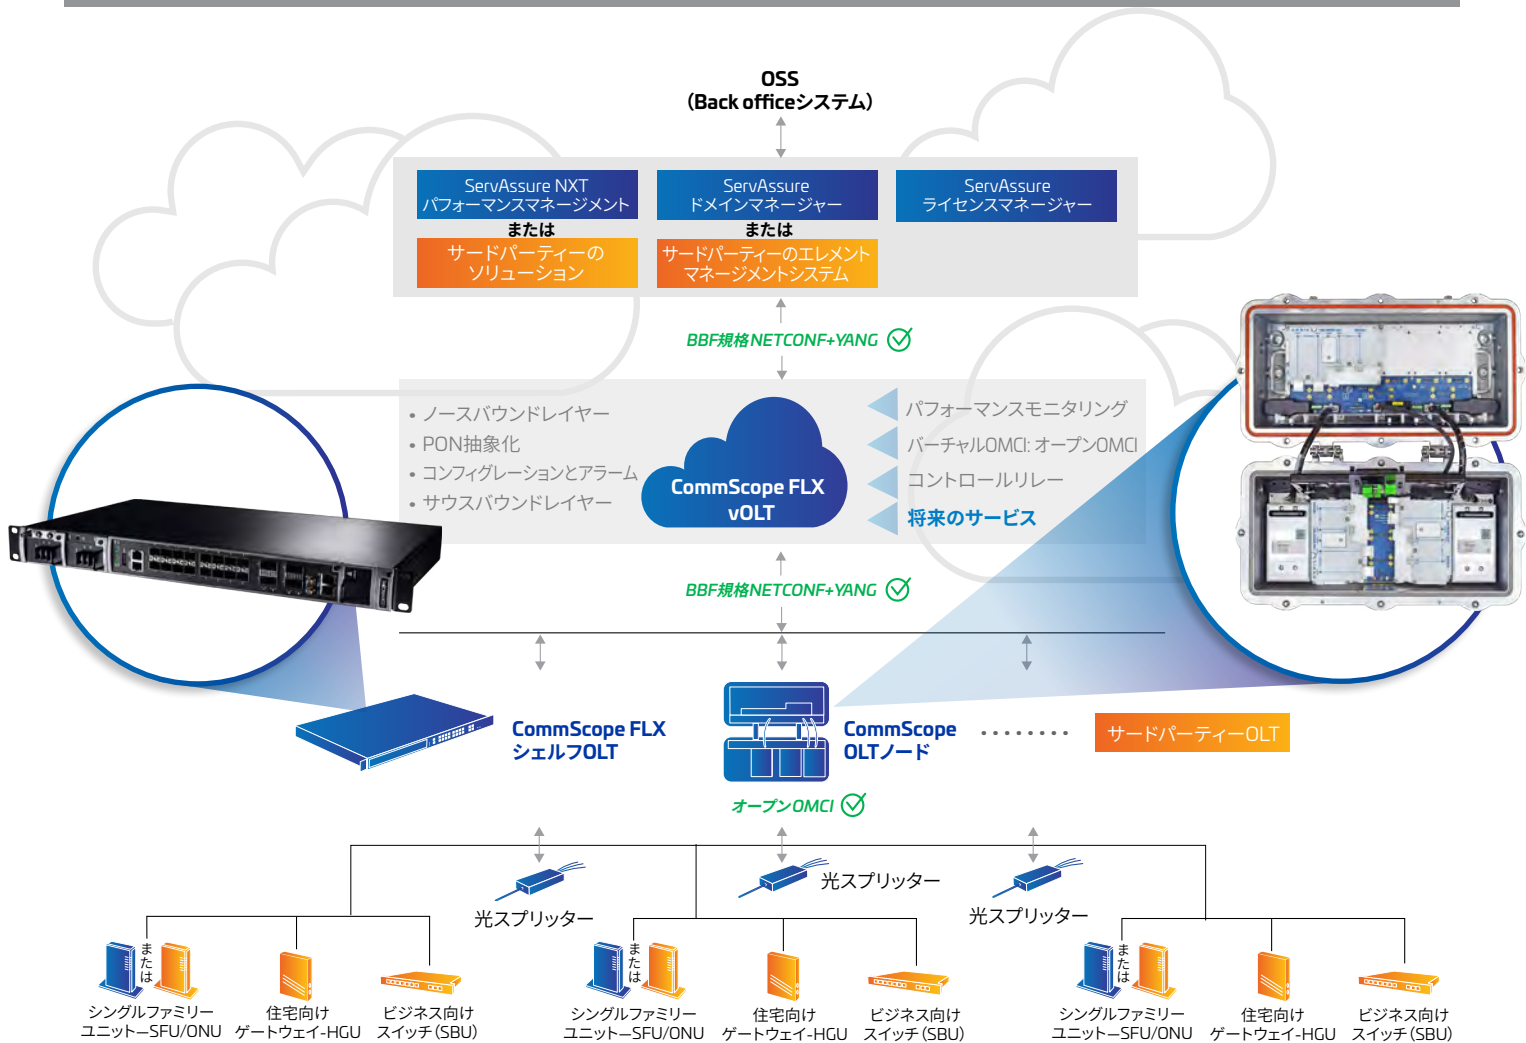 OSS
（Back officeシステム）
ServAssure NXT
パフォーマンスマネージメント
または
サードパーティーの
ソリューション
ServAssure
ドメインマネージャー
または
サードパーティーのエレメント
マネージメントシステム
ServAssure
ライセンスマネージャー
BBF規格NETCONF+YANG
• ノースバウンドレイヤー
• PON抽象化
• コンフィグレーションとアラーム
• サウスバウンドレイヤー
CommScope FLX
vOLT
パフォーマンスモニタリング
バーチャルOMCI: オープンOMCI
コントロールリレー
将来のサービス
BBF規格NETCONF+YANG
CommScope FLX
シェルフOLT
CommScope
OLTノード
サードパーティーOLT
オープンOMCI
光スプリッター
光スプリッター
光スプリッター
または
シングルファミリー
ユニット—SFU/ONU
住宅向け
ゲートウェイ-HGU
ビジネス向け
スイッチ（SBU）
または
シングルファミリー
ユニット—SFU/ONU
住宅向け
ゲートウェイ-HGU
ビジネス向け
スイッチ（SBU）
または
シングルファミリー
ユニット—SFU/ONU
住宅向け
ゲートウェイ-HGU
ビジネス向け
スイッチ（SBU）